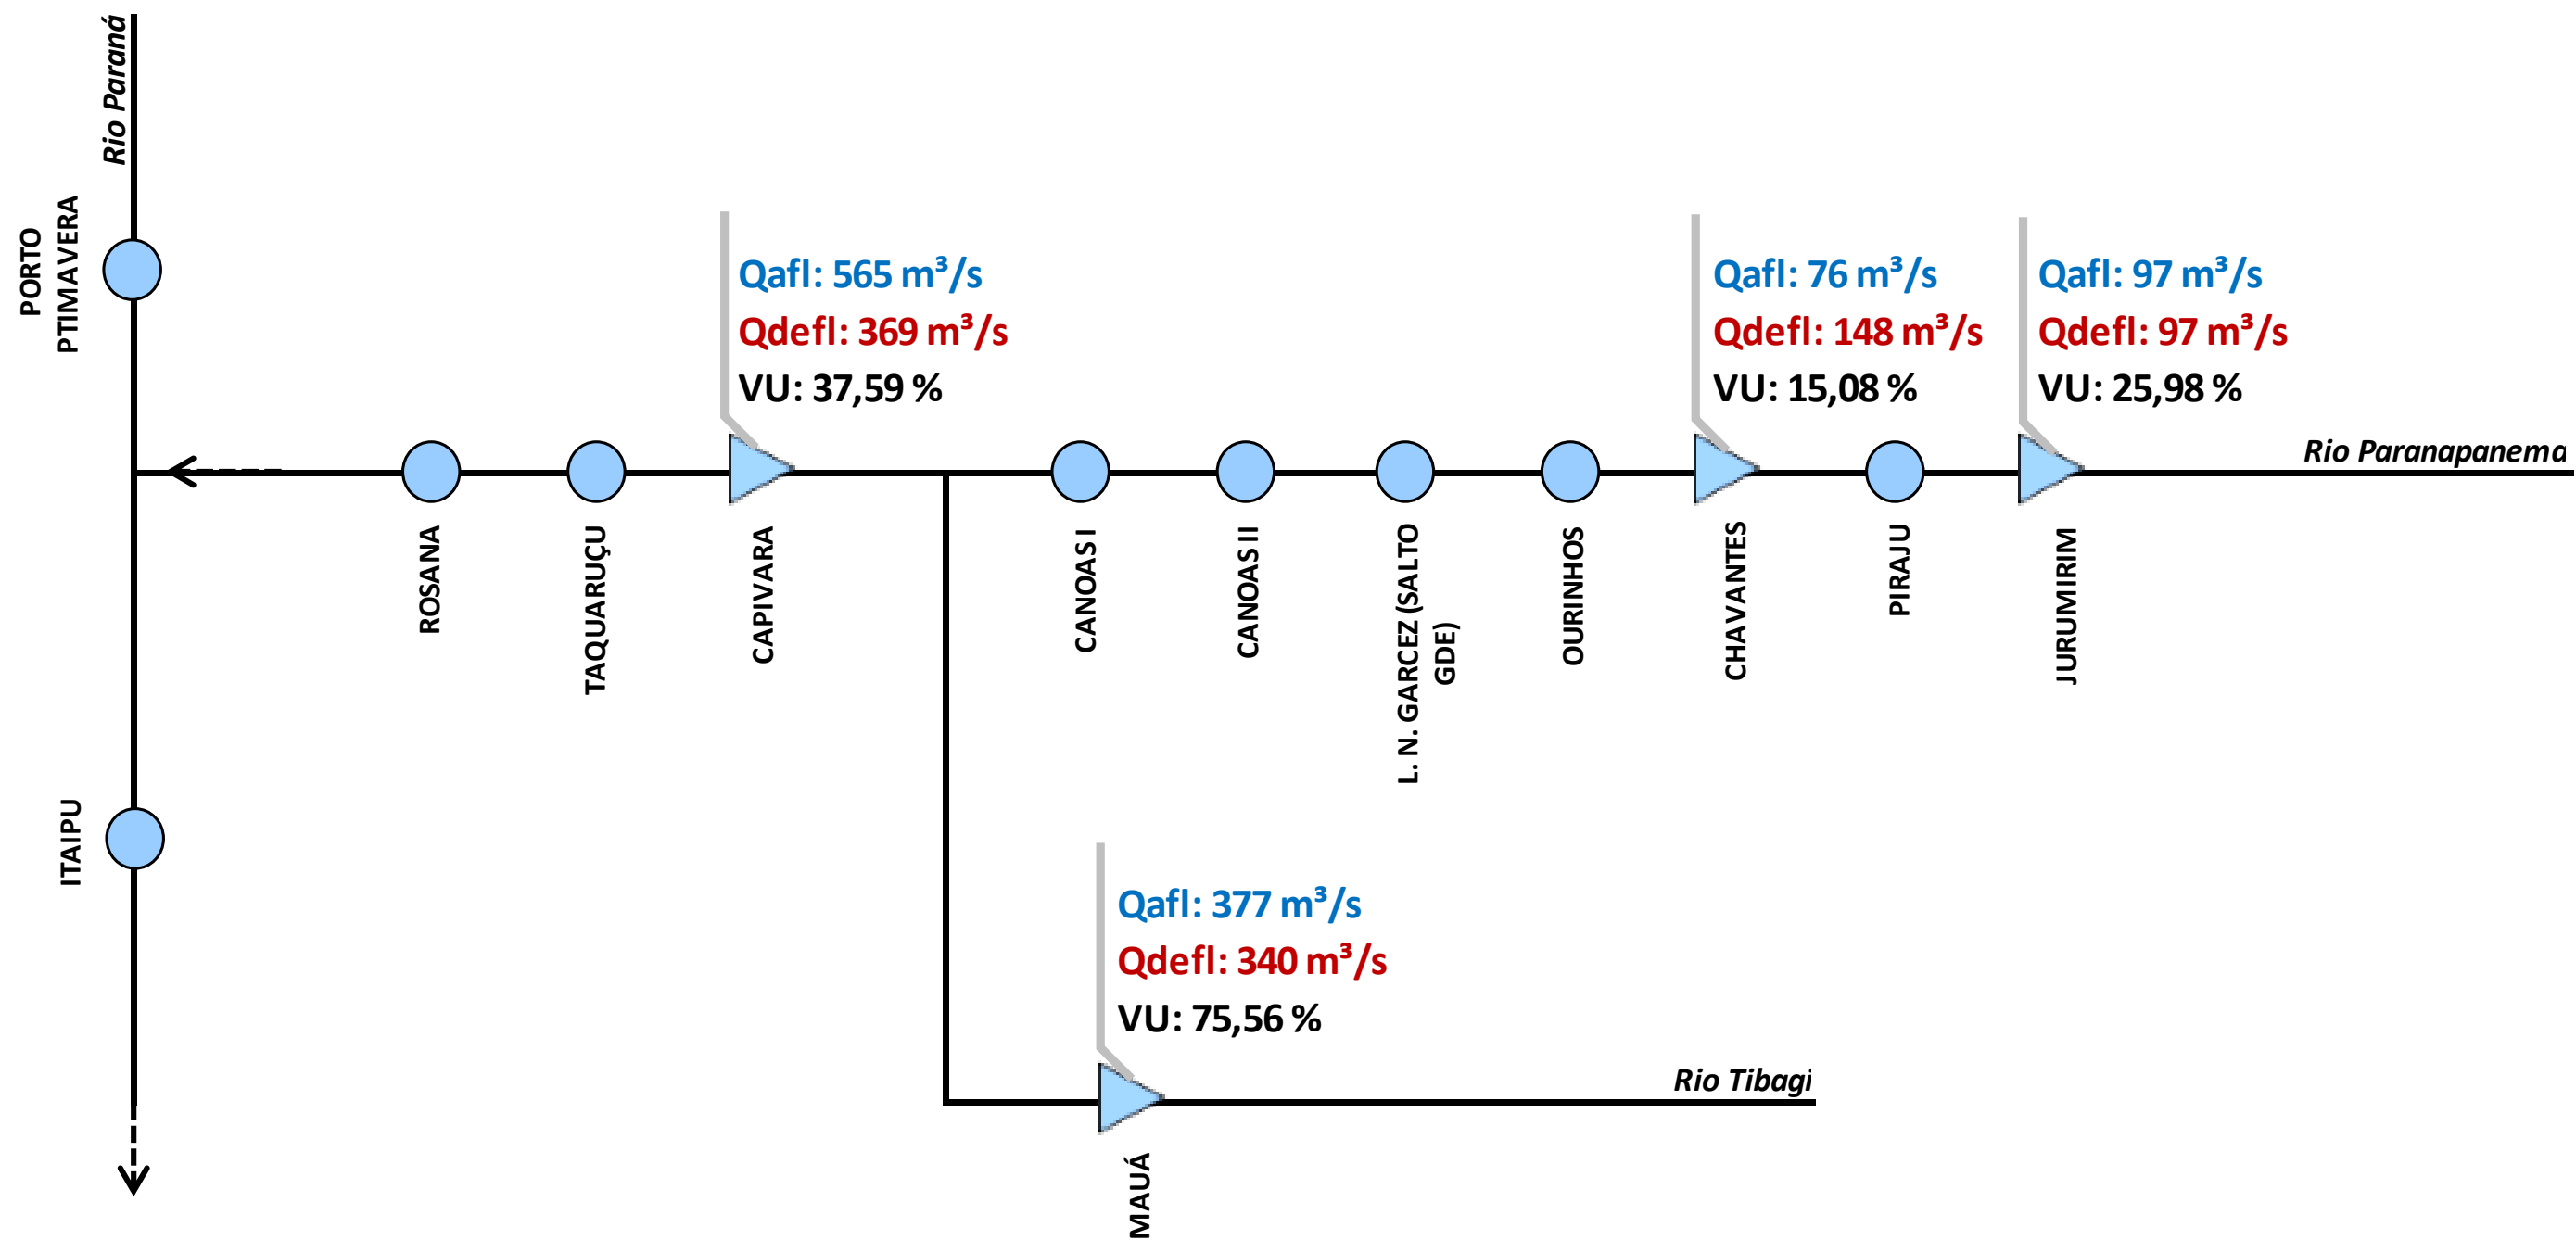 Rio Paraná
PORTO
PTIMAVERA
Qafl: 565 m³/s
Qdefl: 369 m³/s
VU: 37,59 %
Qafl: 76 m³/s
Qdefl: 148 m³/s
VU: 15,08 %
Qafl: 97 m³/s
Qdefl: 97 m³/s
VU: 25,98 %
Rio Paranapanema
ROSANA
TAQUARUÇU
CAPIVARA
CANOAS I
CANOAS II
L. N. GARCEZ (SALTO
GDE)
OURINHOS
CHAVANTES
PIRAJU
JURUMIRIM
ITAIPU
Qafl: 377 m³/s
Qdefl: 340 m³/s
VU: 75,56 %
Rio Tibagi
MAUÁ